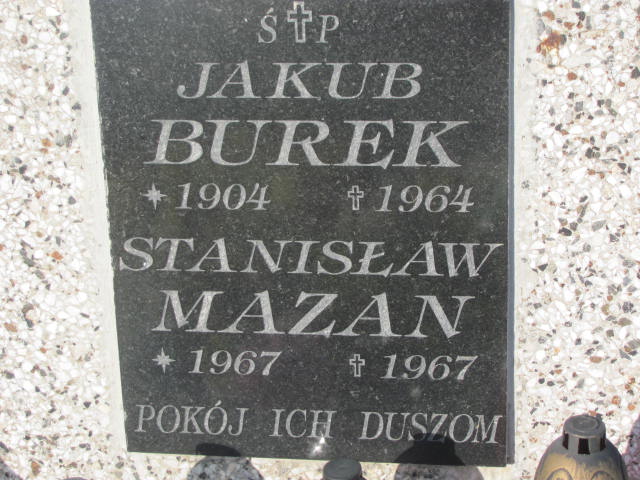 Ś P
JAKUB
BUREK
1904 1964
STANISŁAW
MAZAN
1967 1967
POKÓJ ICH DUSZOM